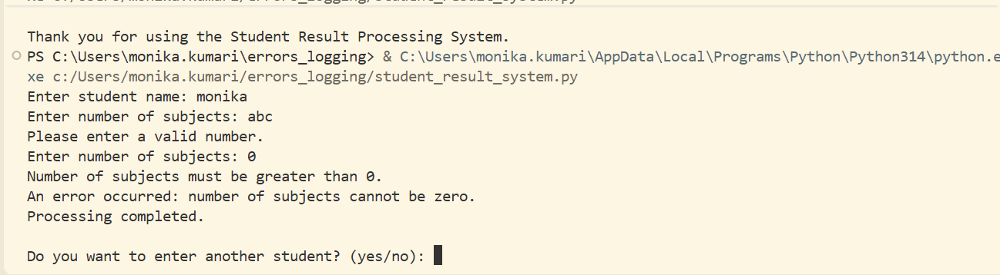 Thank you for using the Student Result Processing System.
PS C:\Users\monika.kumari\errors_logging> & C:\Users\monika.kumari\AppData\Local\Programs\Python\Python314\python.e
xe c:/Users/monika.kumari/errors_logging/student_result_system.py
Enter student name: monika
Enter number of subjects: abc
Please enter a valid number.
Enter number of subjects: 0
Number of subjects must be greater than 0.
An error occurred: number of subjects cannot be zero.
Processing completed.
Do you want to enter another student? (yes/no):